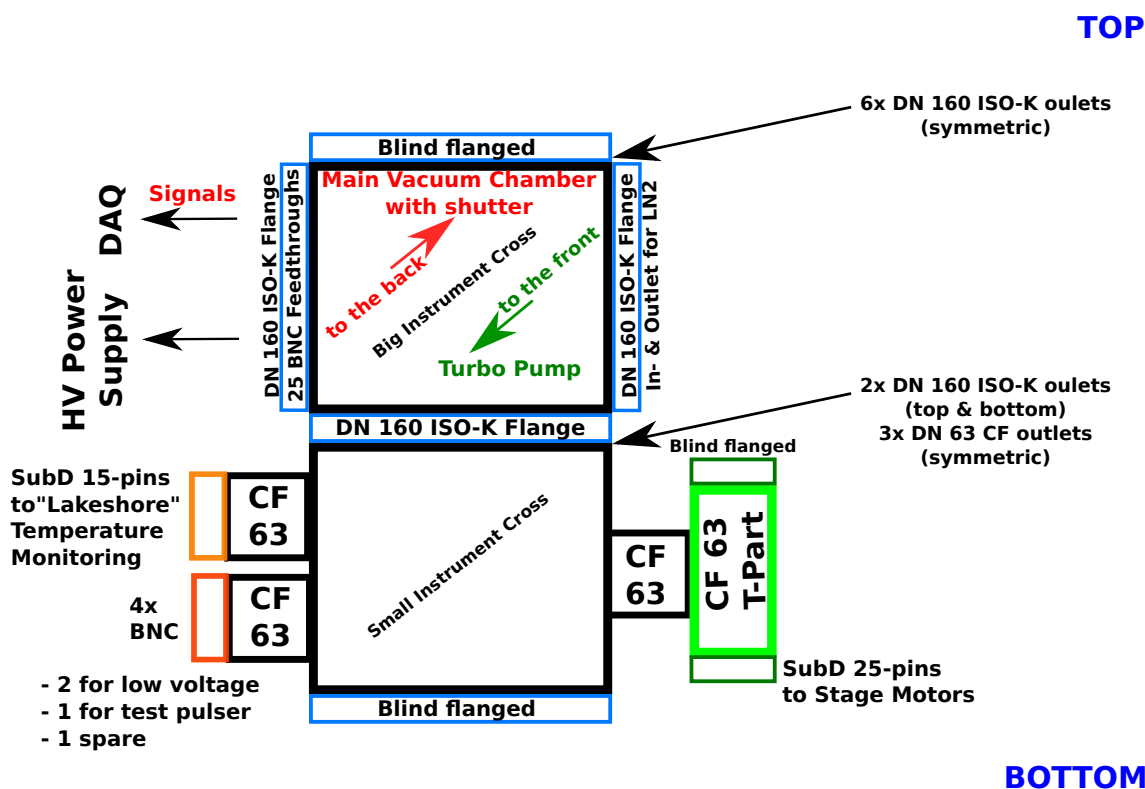 TOP
6x DN 160 ISO-K oulets
(symmetric)
Blind flanged
Main Vacuum Chamber
with shutter
Signals
DAQ
HV Power
Supply
DN 160 ISO-K Flange
25 BNC Feedthroughs
to the back
Big Instrument Cross
to the front
Turbo Pump
DN 160 ISO-K Flange
In- & Outlet for LN2
2x DN 160 ISO-K oulets
(top & bottom)
3x DN 63 CF outlets
(symmetric)
DN 160 ISO-K Flange
Blind flanged
SubD 15-pins
to"Lakeshore"
Temperature
Monitoring
CF
63
Small Instrument Cross
CF
63
CF 63
T-Part
4x
BNC
CF
63
- 2 for low voltage
- 1 for test pulser
- 1 spare
SubD 25-pins
to Stage Motors
Blind flanged
BOTTOM